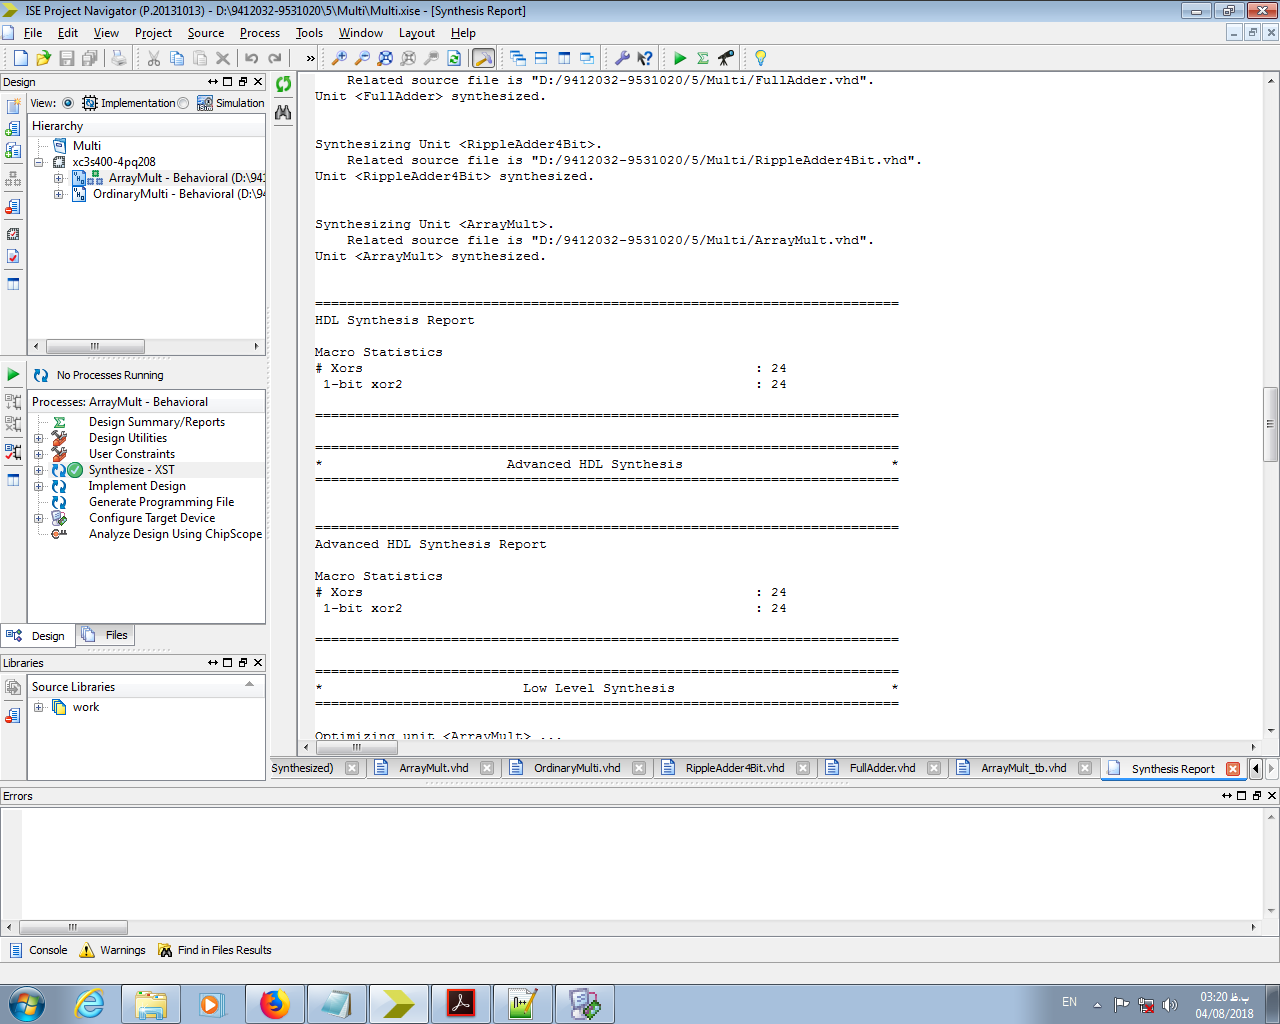 ISE Project Navigator (P.20131013) - D:\9412032-9531020\5\Multi\Multi.xise - [Synthesis Report]
File Edit View Project Source Process Tools Window Layout Help
Design
View: Implementation Simulation
Hierarchy
Multi
xc3s400-4pq208
ArrayMult - Behavioral (D:\941
OrdinaryMulti - Behavioral (D:\94
No Processes Running
Processes: ArrayMult - Behavioral
Design Summary/Reports
Design Utilities
User Constraints
Synthesize - XST
Implement Design
Generate Programming File
Configure Target Device
Analyze Design Using ChipScope
Design Files
Libraries
Source Libraries
work
Related source file is "D:/9412032-9531020/5/Multi/FullAdder.vhd".
Unit <FullAdder> synthesized.
Synthesizing Unit <RippleAdder4Bit>.
Related source file is "D:/9412032-9531020/5/Multi/RippleAdder4Bit.vhd".
Unit <RippleAdder4Bit> synthesized.
Synthesizing Unit <ArrayMult>.
Related source file is "D:/9412032-9531020/5/Multi/ArrayMult.vhd".
Unit <ArrayMult> synthesized.
=========================================================================
HDL Synthesis Report
Macro Statistics
# Xors : 24
1-bit xor2 : 24
=========================================================================
=========================================================================
* Advanced HDL Synthesis *
=========================================================================
=========================================================================
Advanced HDL Synthesis Report
Macro Statistics
# Xors : 24
1-bit xor2 : 24
=========================================================================
=========================================================================
* Low Level Synthesis *
=========================================================================
Optimizing unit <ArrayMult> ...
Synthesized) ArrayMult.vhd OrdinaryMulti.vhd RippleAdder4Bit.vhd FullAdder.vhd ArrayMult_tb.vhd Synthesis Report
Errors
Console Warnings Find in Files Results
EN
03:20 ب.ظ
04/08/2018